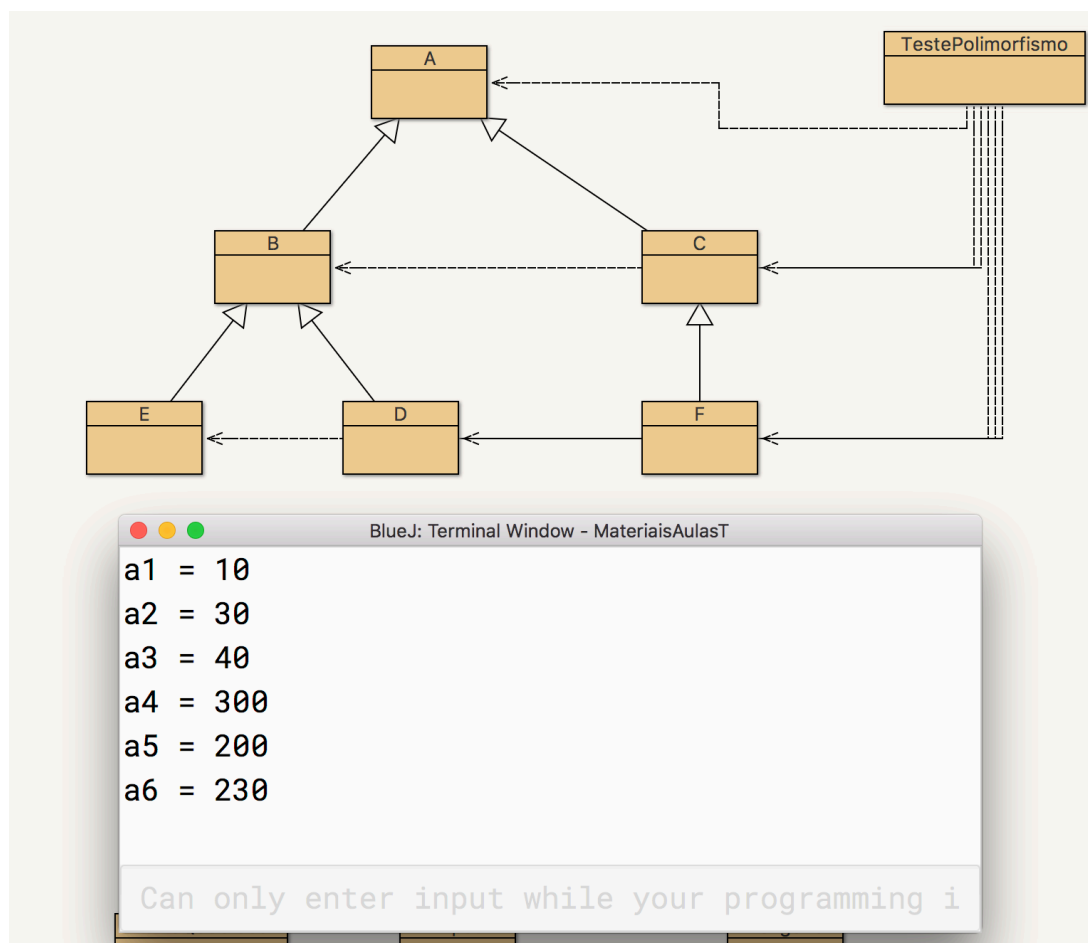 A
TestePolimorfismo
B
C
E
D
F
BlueJ: Terminal Window - MateriaisAulasT
a1 = 10
a2 = 30
a3 = 40
a4 = 300
a5 = 200
a6 = 230
Can only enter input while your programming i